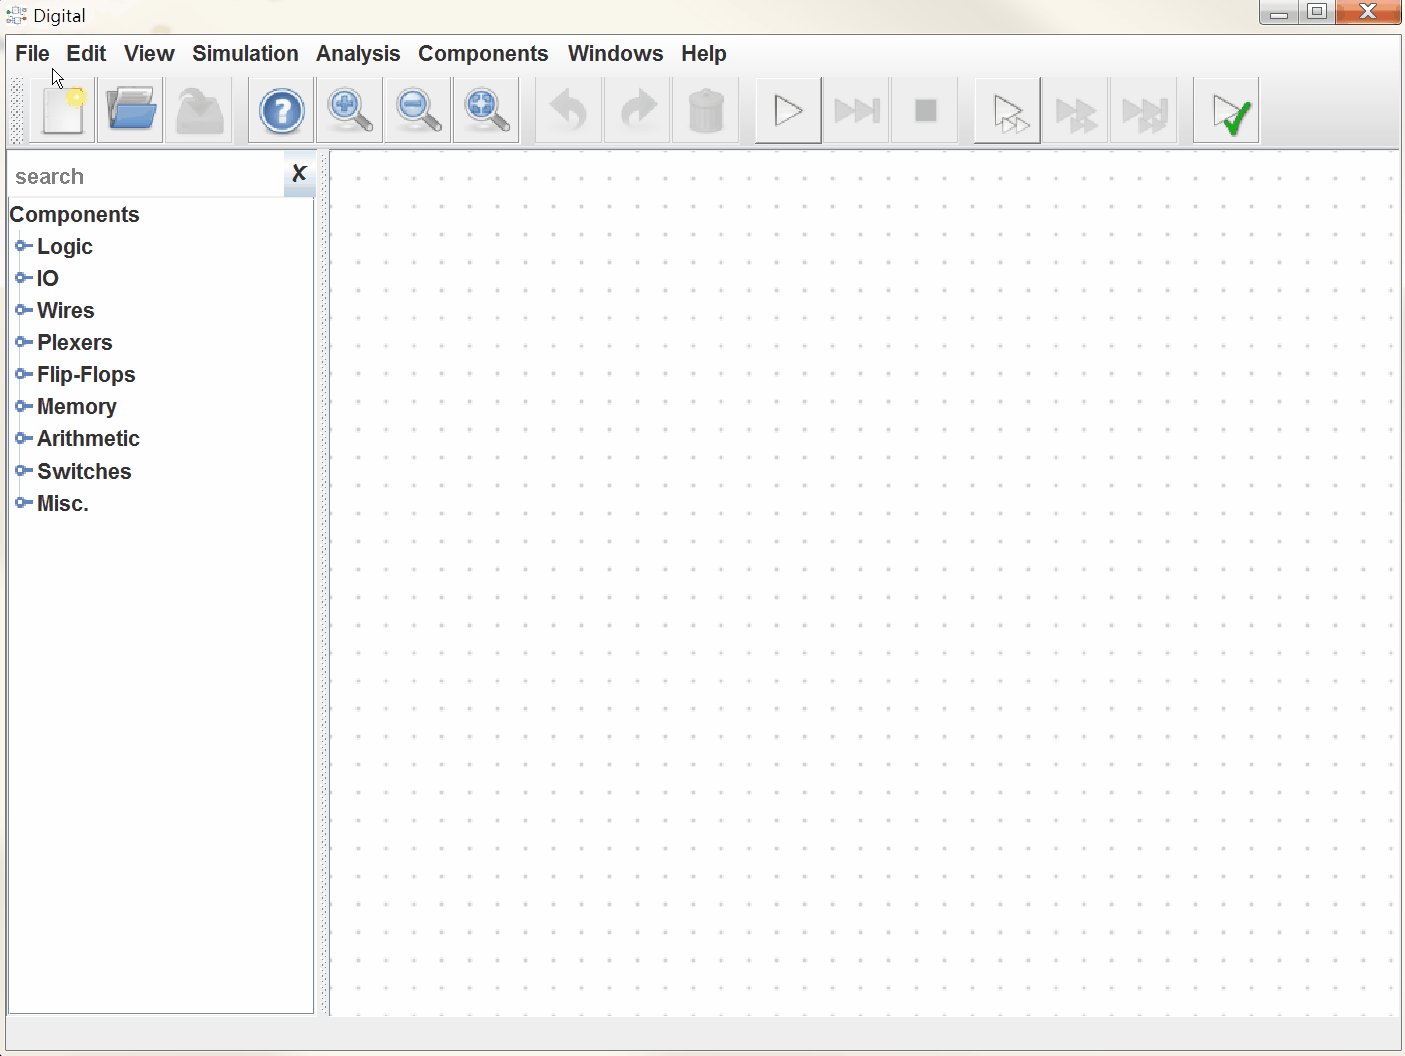 Digital
File Edit View Simulation Analysis Components Windows Help
search
Components
Logic
IO
Wires
Plexers
Flip-Flops
Memory
Arithmetic
Switches
Misc.